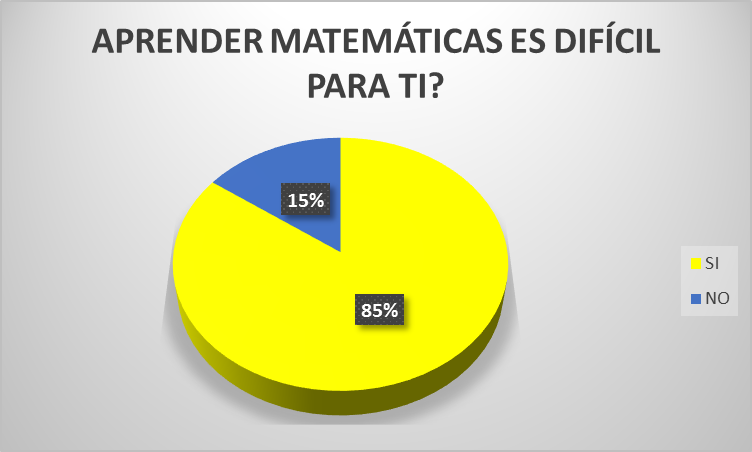 APRENDER MATEMÁTICAS ES DIFÍCIL
PARA TI?
15%
85%
SI
NO